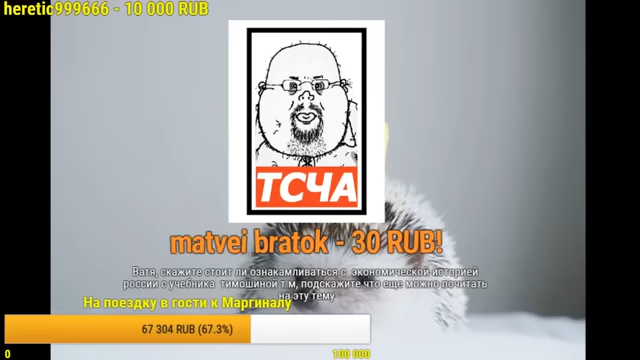 heretic999666 - 10 000 RUB
ТСЧА
matvei bratok - 30 RUB!
Ватя, скажите стоит ли ознакамливаться с экономической историей
россии с учебника тимошиной т.м, подскажите что еще можно почитать
на эту тему
На поездку в гости к Маргиналу
67 304 RUB (67.3%)
0
100 000